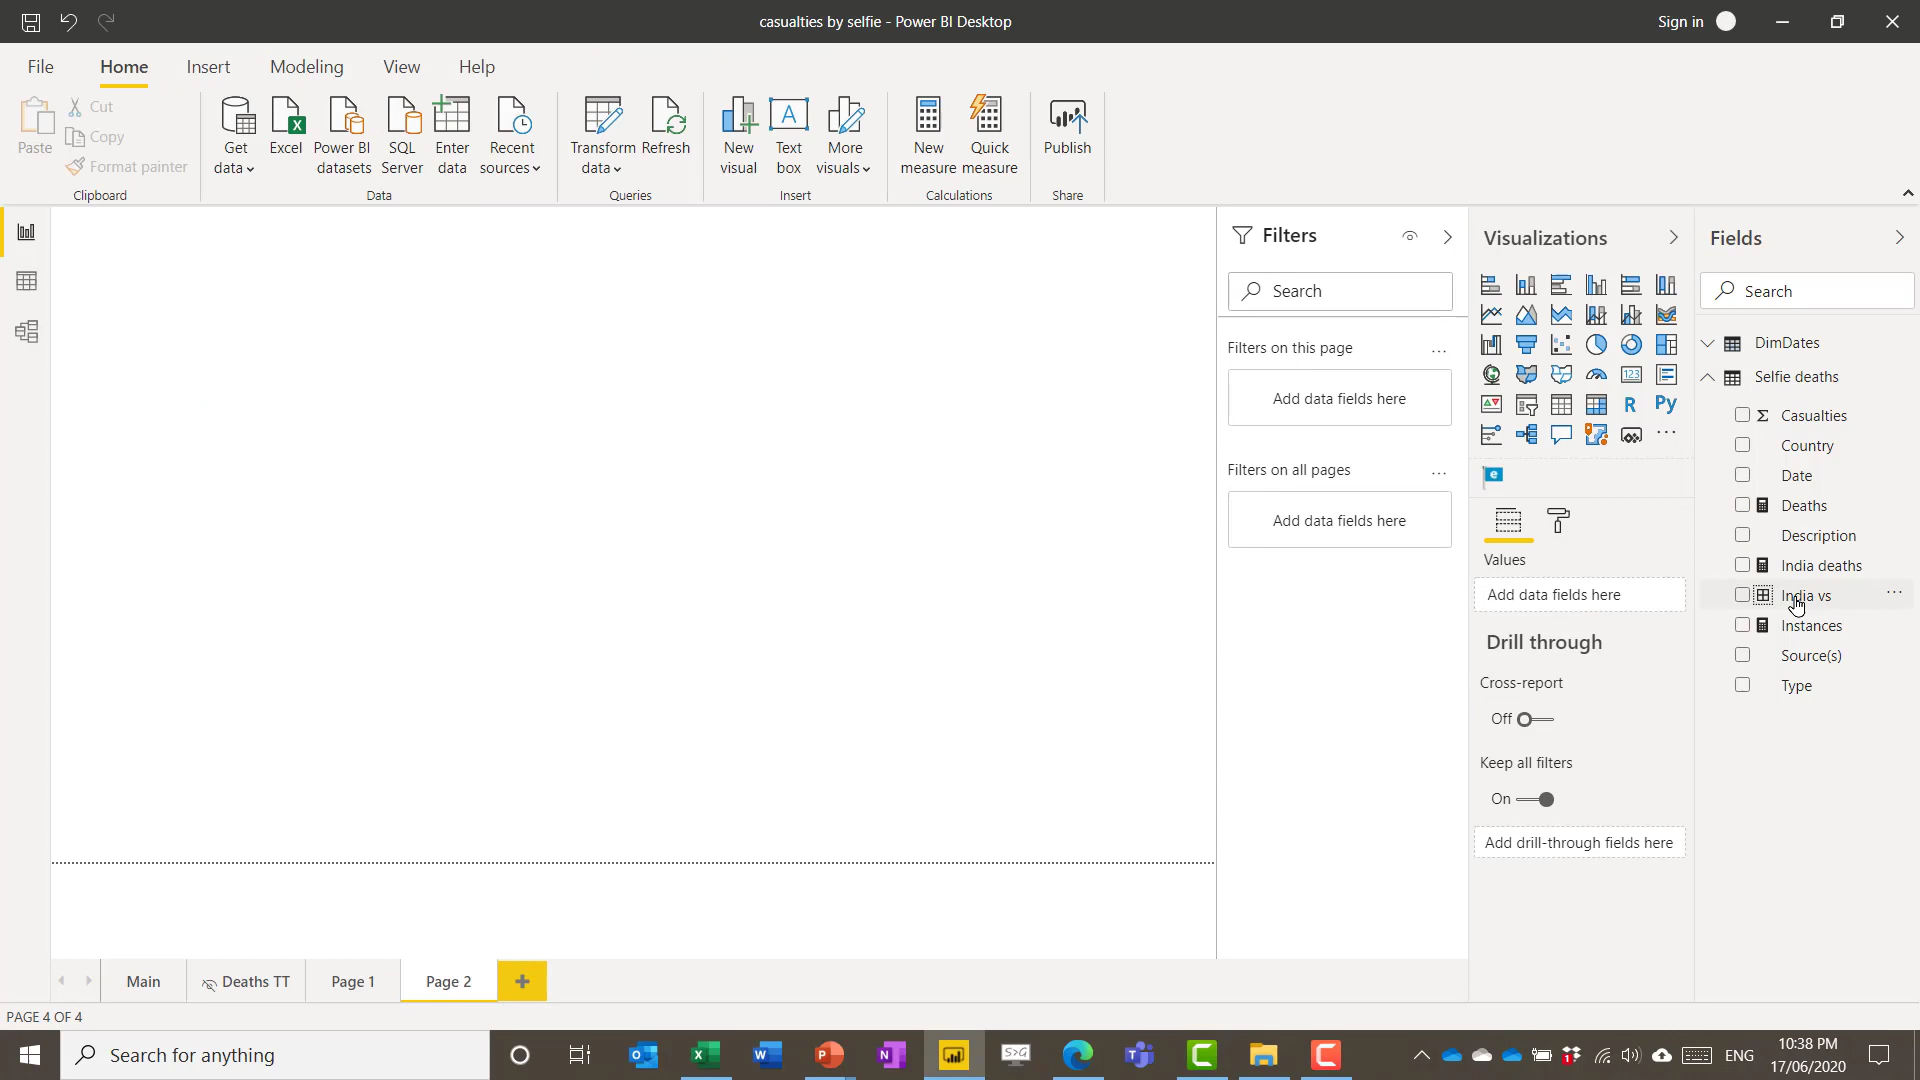 casualties by selfie - Power BI Desktop
Sign in
File Home Insert Modeling View Help
Paste
Cut
Copy
Format painter
Clipboard
Get data
Excel
Power BI datasets
SQL Server
Enter data
Recent sources
Data
Transform data
Refresh
Queries
New visual
Text box
More visuals
Insert
New measure
Quick measure
Calculations
Publish
Share
Filters
Search
Filters on this page
...
Add data fields here
Filters on all pages
...
Add data fields here
Visualizations
123
R Py
...
e
Values
Add data fields here
Drill through
Cross-report
Off
Keep all filters
On
Add drill-through fields here
Fields
Search
DimDates
Selfie deaths
Σ Casualties
Country
Date
Deaths
Description
India deaths
India vs ...
Instances
Source(s)
Type
Main Deaths TT Page 1 Page 2 +
PAGE 4 OF 4
Search for anything
ENG
10:38 PM
17/06/2020